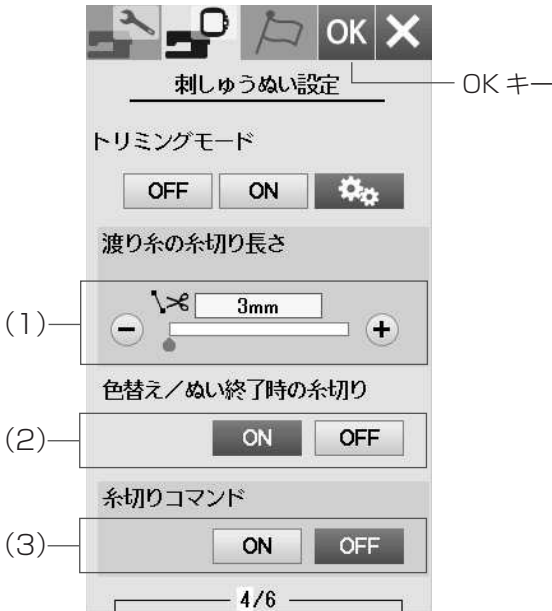 OK
刺しゅうぬい設定
OK キー
トリミングモード
OFF ON
渡り糸の糸切り長さ
(1)
3mm
− +
色替え/ぬい終了時の糸切り
(2)
ON OFF
糸切りコマンド
(3)
ON OFF
4/6